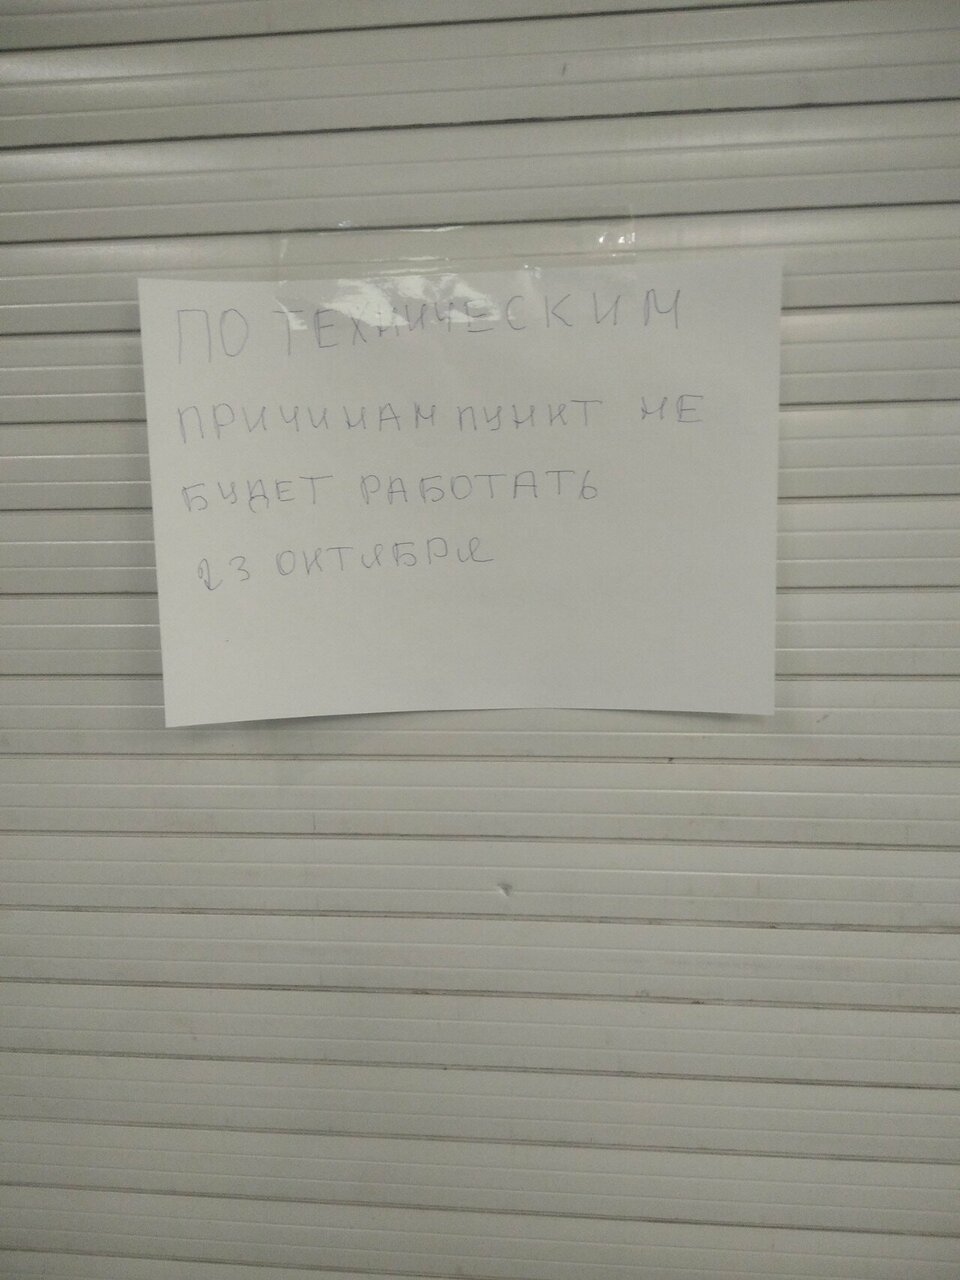 ПО ТЕХНИЧЕСКИМ
ПРИЧИНАМ ПУНКТ НЕ
БУДЕТ РАБОТАТЬ
23 ОКТЯБРЯ